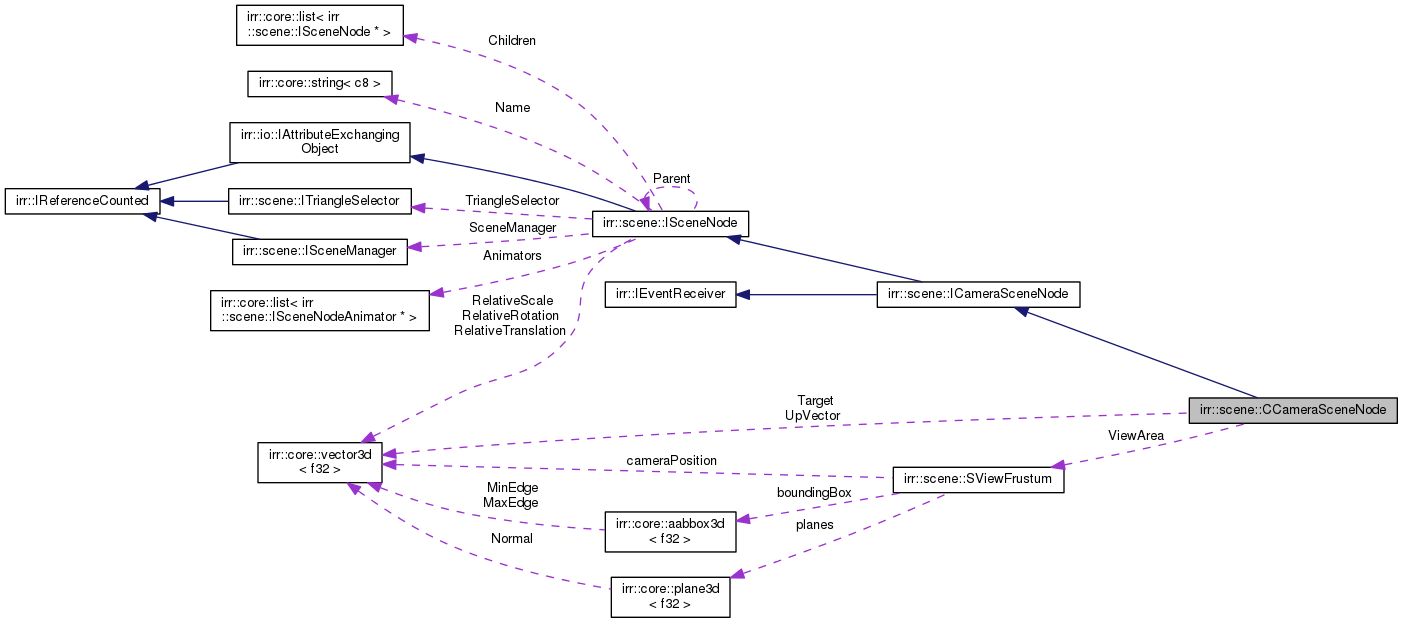 irr::core::list< irr
::scene::ISceneNode * >
Children
irr::core::string< c8 >
Name
irr::io::IAttributeExchanging
Object
Parent
irr::IReferenceCounted
irr::scene::ITriangleSelector
TriangleSelector
irr::scene::ISceneNode
SceneManager
irr::scene::ISceneManager
Animators
irr::core::list< irr
::scene::ISceneNodeAnimator * >
RelativeScale
RelativeRotation
RelativeTranslation
irr::IEventReceiver
irr::scene::ICameraSceneNode
Target
UpVector
irr::scene::CCameraSceneNode
ViewArea
irr::core::vector3d
< f32 >
cameraPosition
irr::scene::SViewFrustum
MinEdge
MaxEdge
boundingBox
irr::core::aabbox3d
< f32 >
planes
Normal
irr::core::plane3d
< f32 >